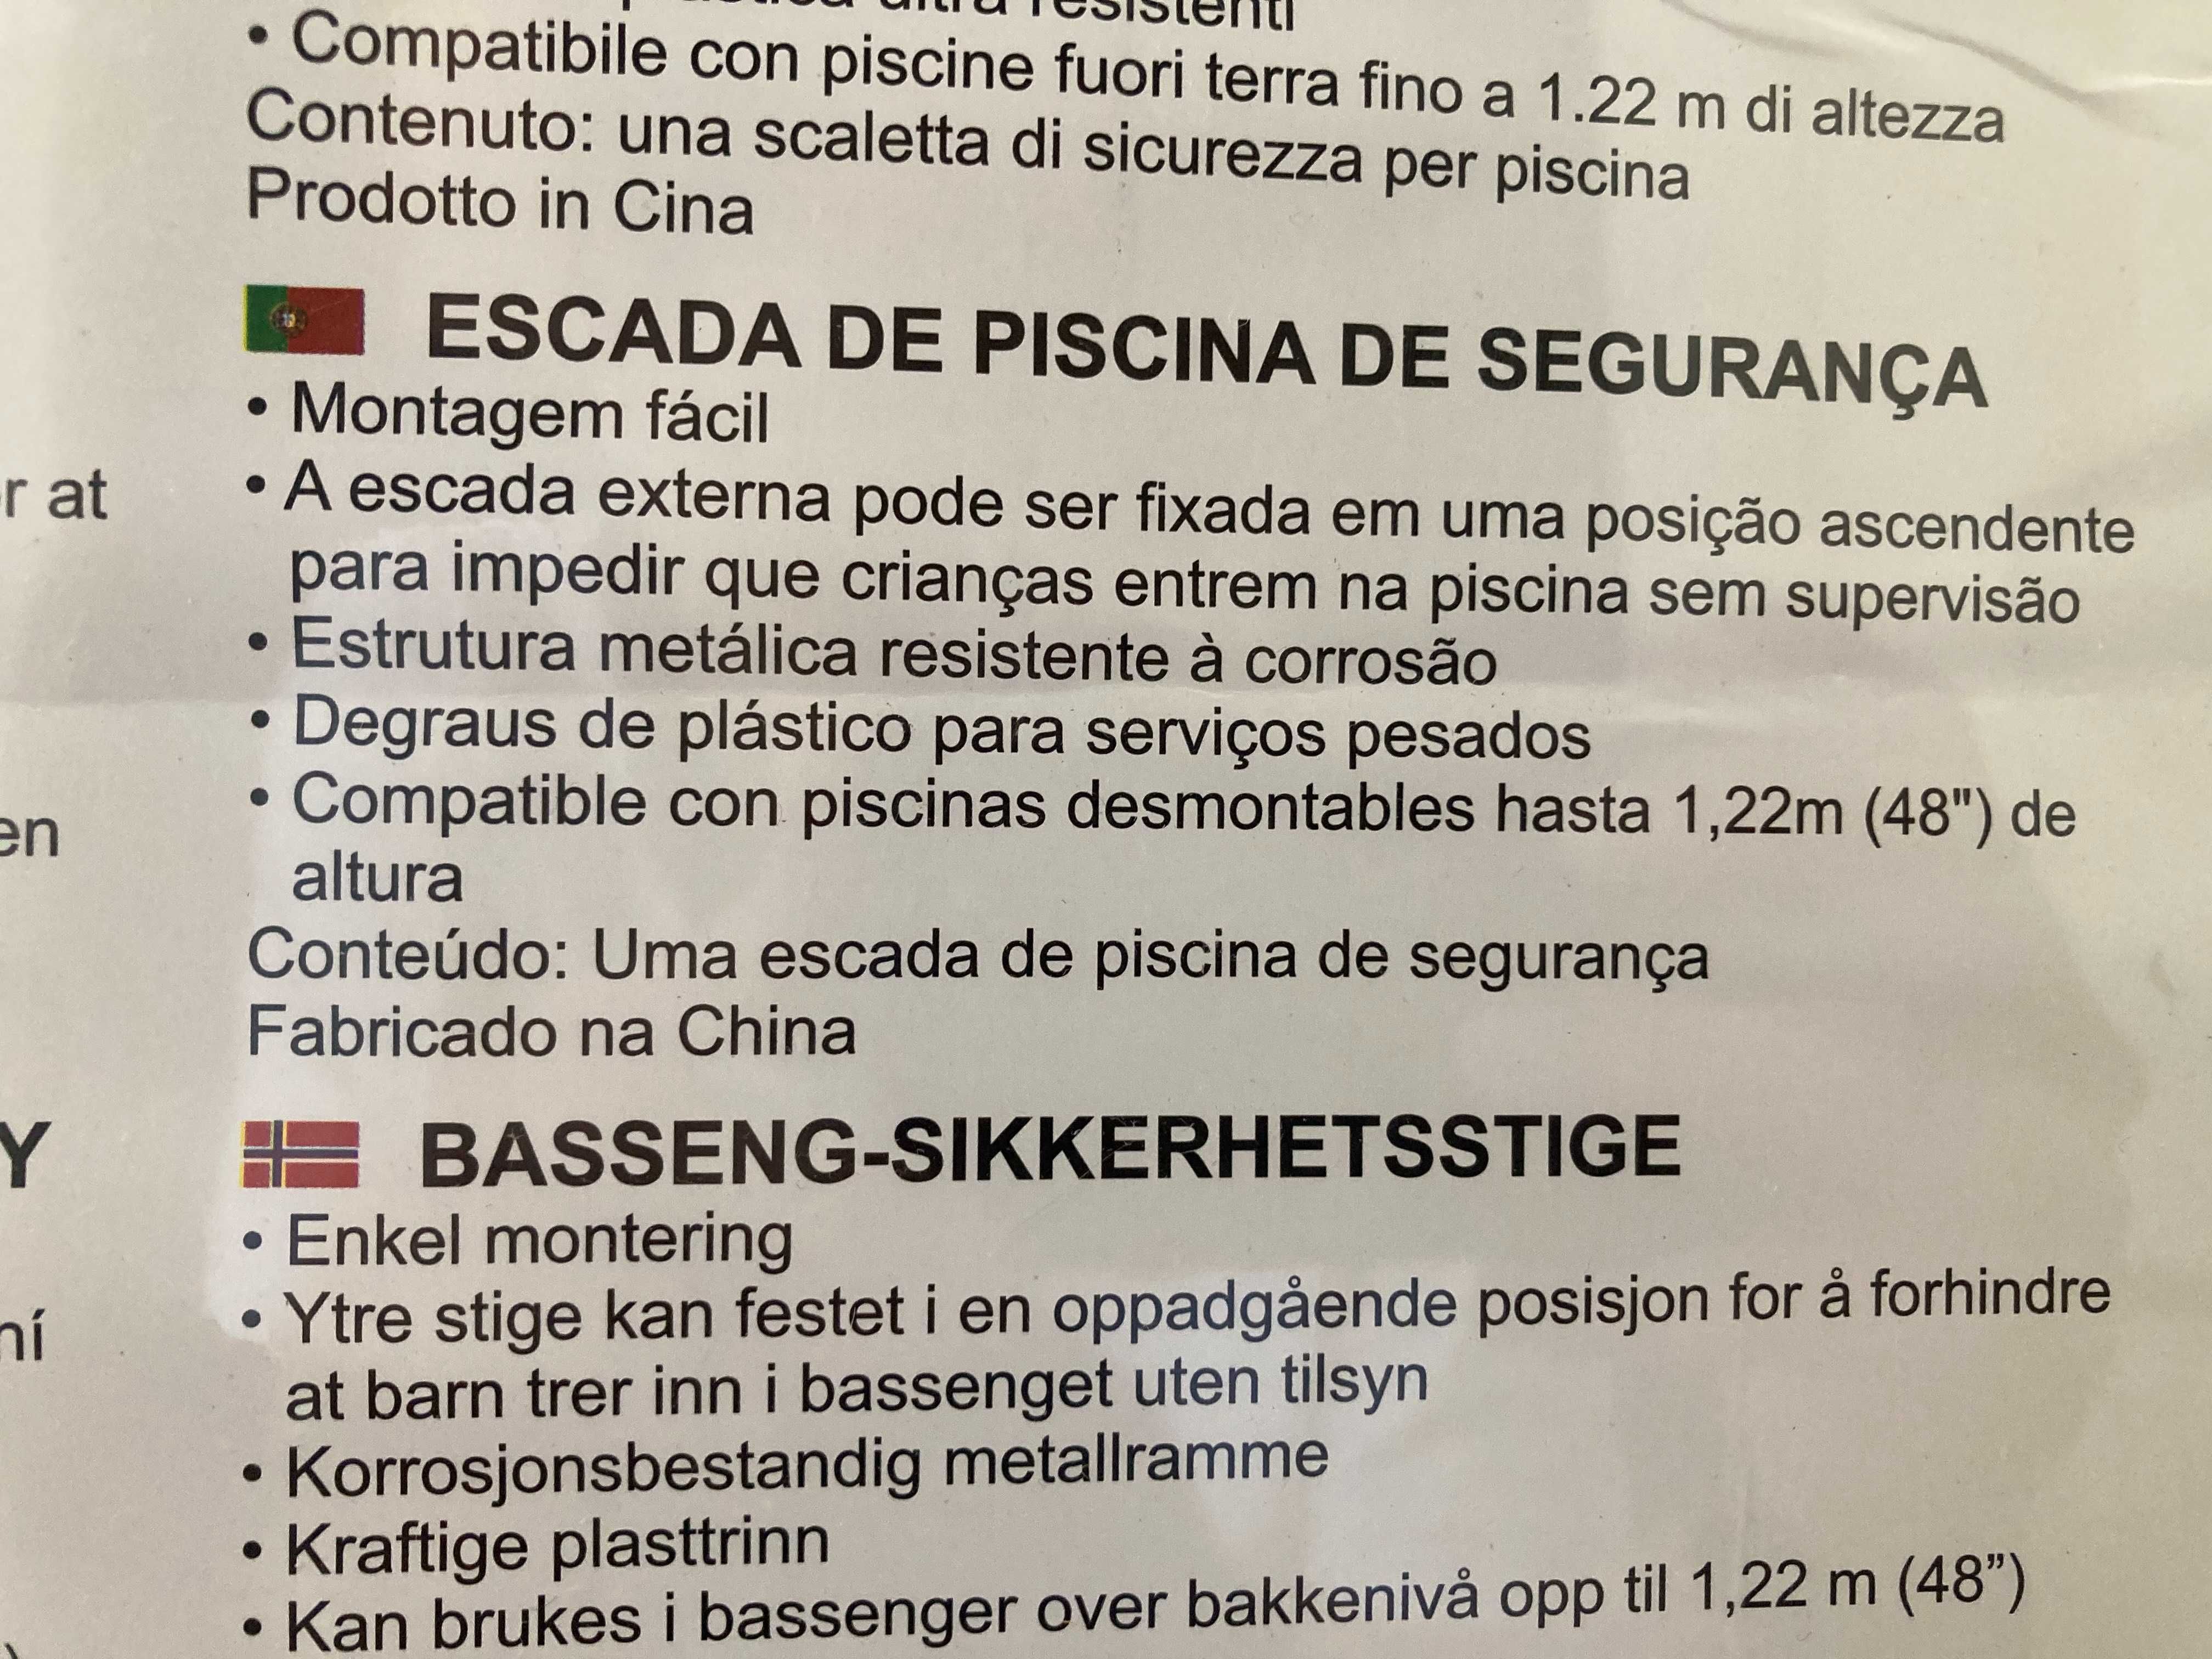 resistenti
• Compatibile con piscine fuori terra fino a 1.22 m di altezza
Contenuto: una scaletta di sicurezza per piscina
Prodotto in Cina
ESCADA DE PISCINA DE SEGURANÇA
• Montagem fácil
• A escada externa pode ser fixada em uma posição ascendente
para impedir que crianças entrem na piscina sem supervisão
• Estrutura metálica resistente à corrosão
• Degraus de plástico para serviços pesados
• Compatible con piscinas desmontables hasta 1,22m (48") de
altura
Conteúdo: Uma escada de piscina de segurança
Fabricado na China
BASSENG-SIKKERHETSSTIGE
• Enkel montering
• Ytre stige kan festet i en oppadgående posisjon for å forhindre
at barn trer inn i bassenget uten tilsyn
• Korrosjonsbestandig metallramme
• Kraftige plasttrinn
• Kan brukes i bassenger over bakkenivå opp til 1,22 m (48”)
at
Y